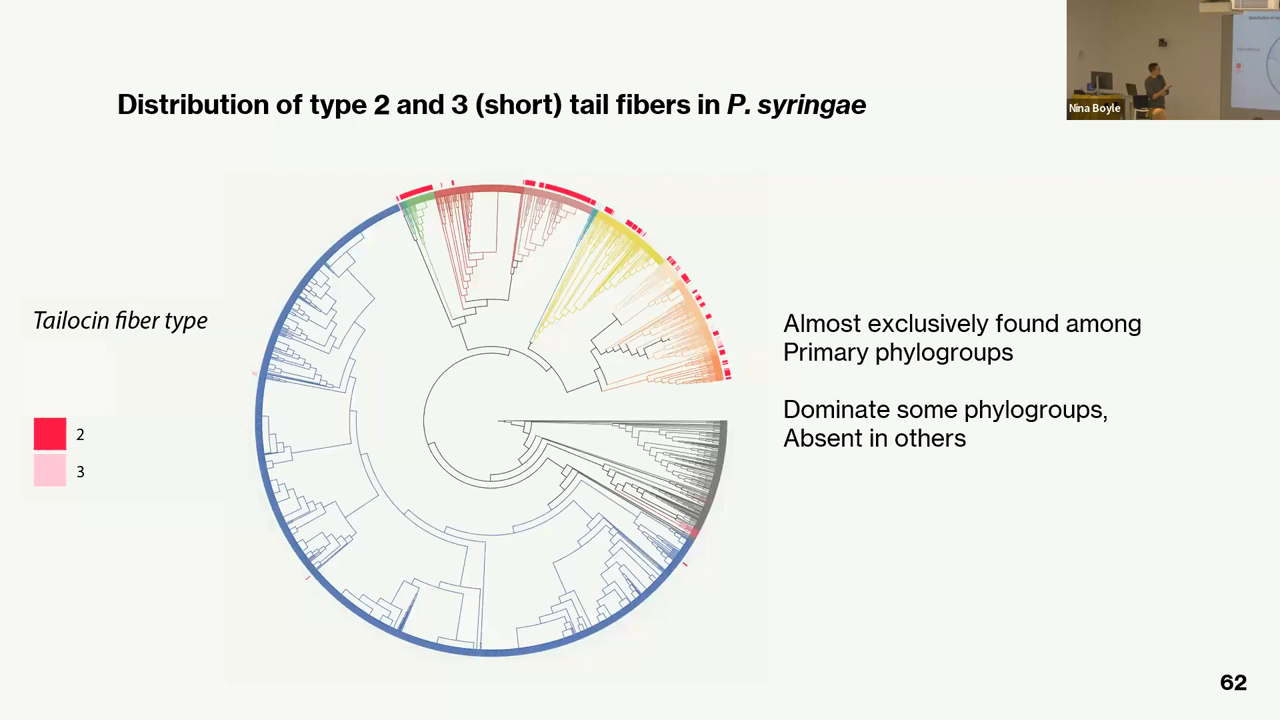 Distribution of type 2 and 3 (short) tail fibers in P. syringae
Nina Boyle
Tailocin fiber type
2
3
Almost exclusively found among
Primary phylogroups
Dominate some phylogroups,
Absent in others
62